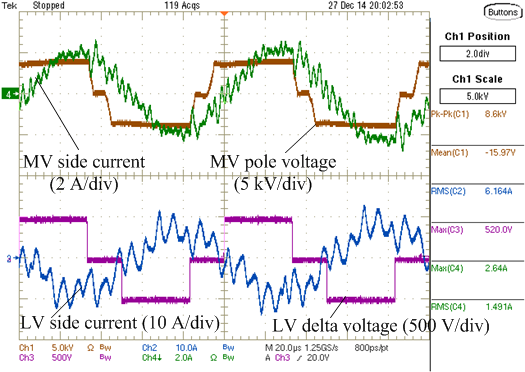 Tek Stopped 119 Acqs 27 Dec 14 20:02:53
Buttons
Ch1 Position
2.0div
Ch1 Scale
5.0kV
Pk-Pk(C1) 8.6kV
Mean(C1) -15.97V
RMS(C2) 6.164A
Max(C3) 520.0V
Max(C4) 2.64A
RMS(C4) 1.491A
4
MV side current
(2 A/div)
MV pole voltage
(5 kV/div)
3
LV side current (10 A/div)
LV delta voltage (500 V/div)
Ch1 5.0kV Ω Bw Ch2 10.0A Bw M 20.0µs 1.25GS/s 800ps/pt
Ch3 500V Bw Ch4↓ 2.0A Ω Bw A Ch3 ∕ 20.0V